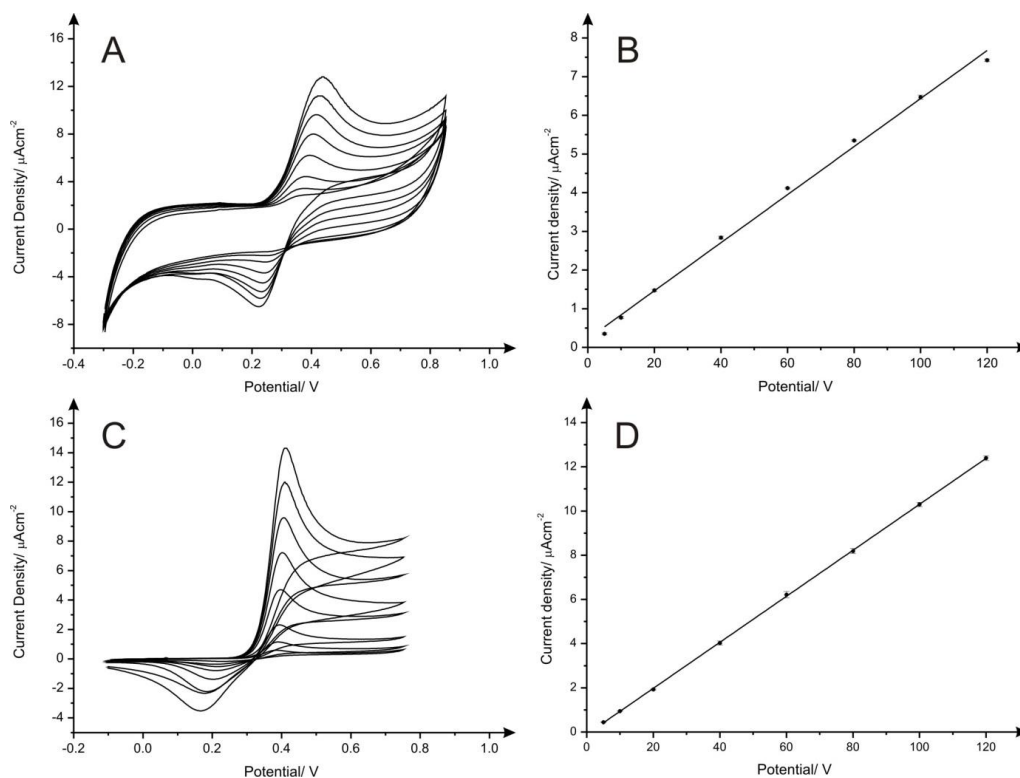 A
Current Density/ µAcm-2
16
12
8
4
0
-4
-8
-0.4 -0.2 0.0 0.2 0.4 0.6 0.8 1.0
Potential/ V
B
Current density/ µAcm-2
8
7
6
5
4
3
2
1
0
0 20 40 60 80 100 120
Potential/ V
C
Current Density/ µAcm-2
16
14
12
10
8
6
4
2
0
-2
-4
-0.2 0.0 0.2 0.4 0.6 0.8 1.0
Potential/ V
D
Current density/ µAcm-2
14
12
10
8
6
4
2
0
0 20 40 60 80 100 120
Potential/ V